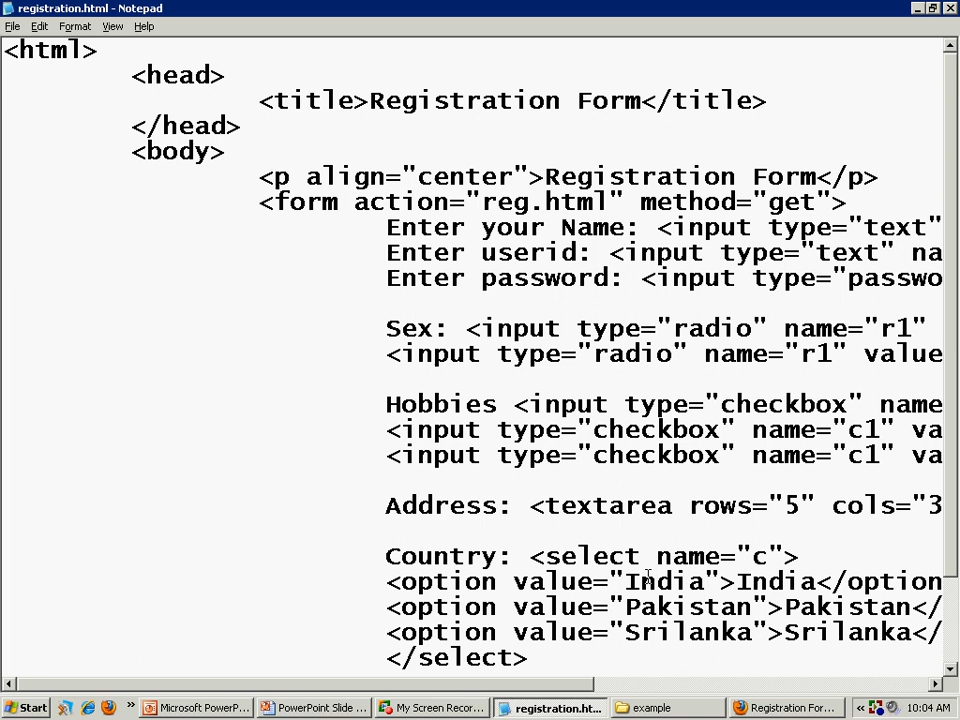 registration.html - Notepad
File Edit Format View Help
<html>
<head>
<title>Registration Form</title>
</head>
<body>
<p align="center">Registration Form</p>
<form action="reg.html" method="get">
Enter your Name: <input type="text"
Enter userid: <input type="text" na
Enter password: <input type="passwo
Sex: <input type="radio" name="r1"
<input type="radio" name="r1" value
Hobbies <input type="checkbox" name
<input type="checkbox" name="c1" va
<input type="checkbox" name="c1" va
Address: <textarea rows="5" cols="3
Country: <select name="c">
<option value="India">India</option
<option value="Pakistan">Pakistan</
<option value="Srilanka">Srilanka</
</select>
Start » Microsoft PowerP... PowerPoint Slide ... My Screen Recor... registration.ht... example Registration For... « 10:04 AM